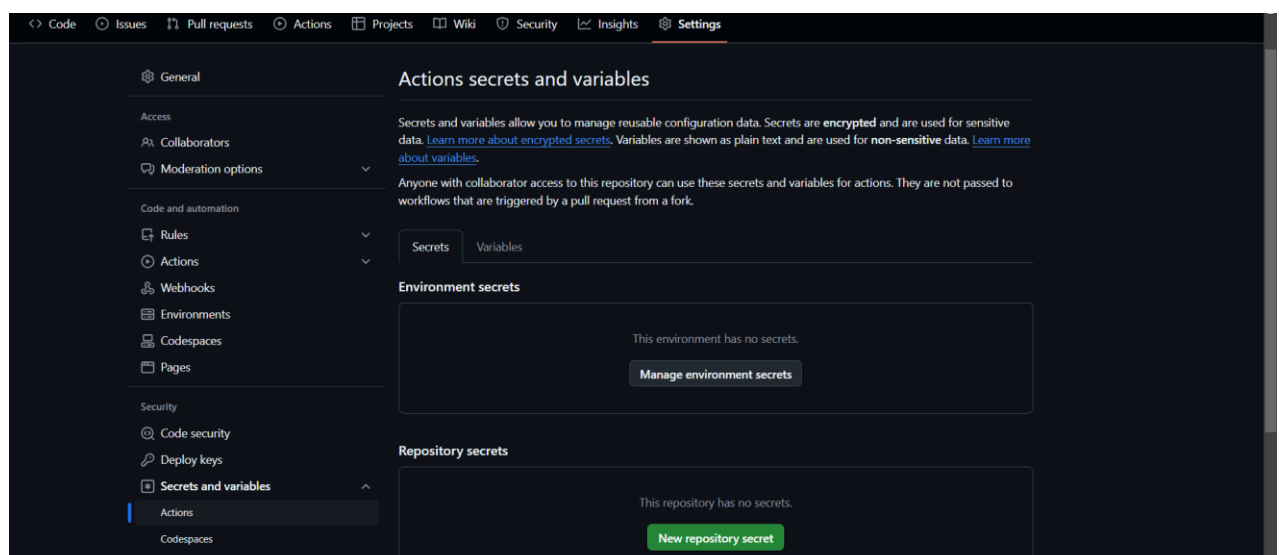 Code Issues Pull requests Actions Projects Wiki Security Insights Settings
General
Access
Collaborators
Moderation options
Code and automation
Rules
Actions
Webhooks
Environments
Codespaces
Pages
Security
Code security
Deploy keys
Secrets and variables
Actions
Codespaces
Actions secrets and variables
Secrets and variables allow you to manage reusable configuration data. Secrets are encrypted and are used for sensitive
data. Learn more about encrypted secrets. Variables are shown as plain text and are used for non-sensitive data. Learn more
about variables.
Anyone with collaborator access to this repository can use these secrets and variables for actions. They are not passed to
workflows that are triggered by a pull request from a fork.
Secrets Variables
Environment secrets
This environment has no secrets.
Manage environment secrets
Repository secrets
This repository has no secrets.
New repository secret